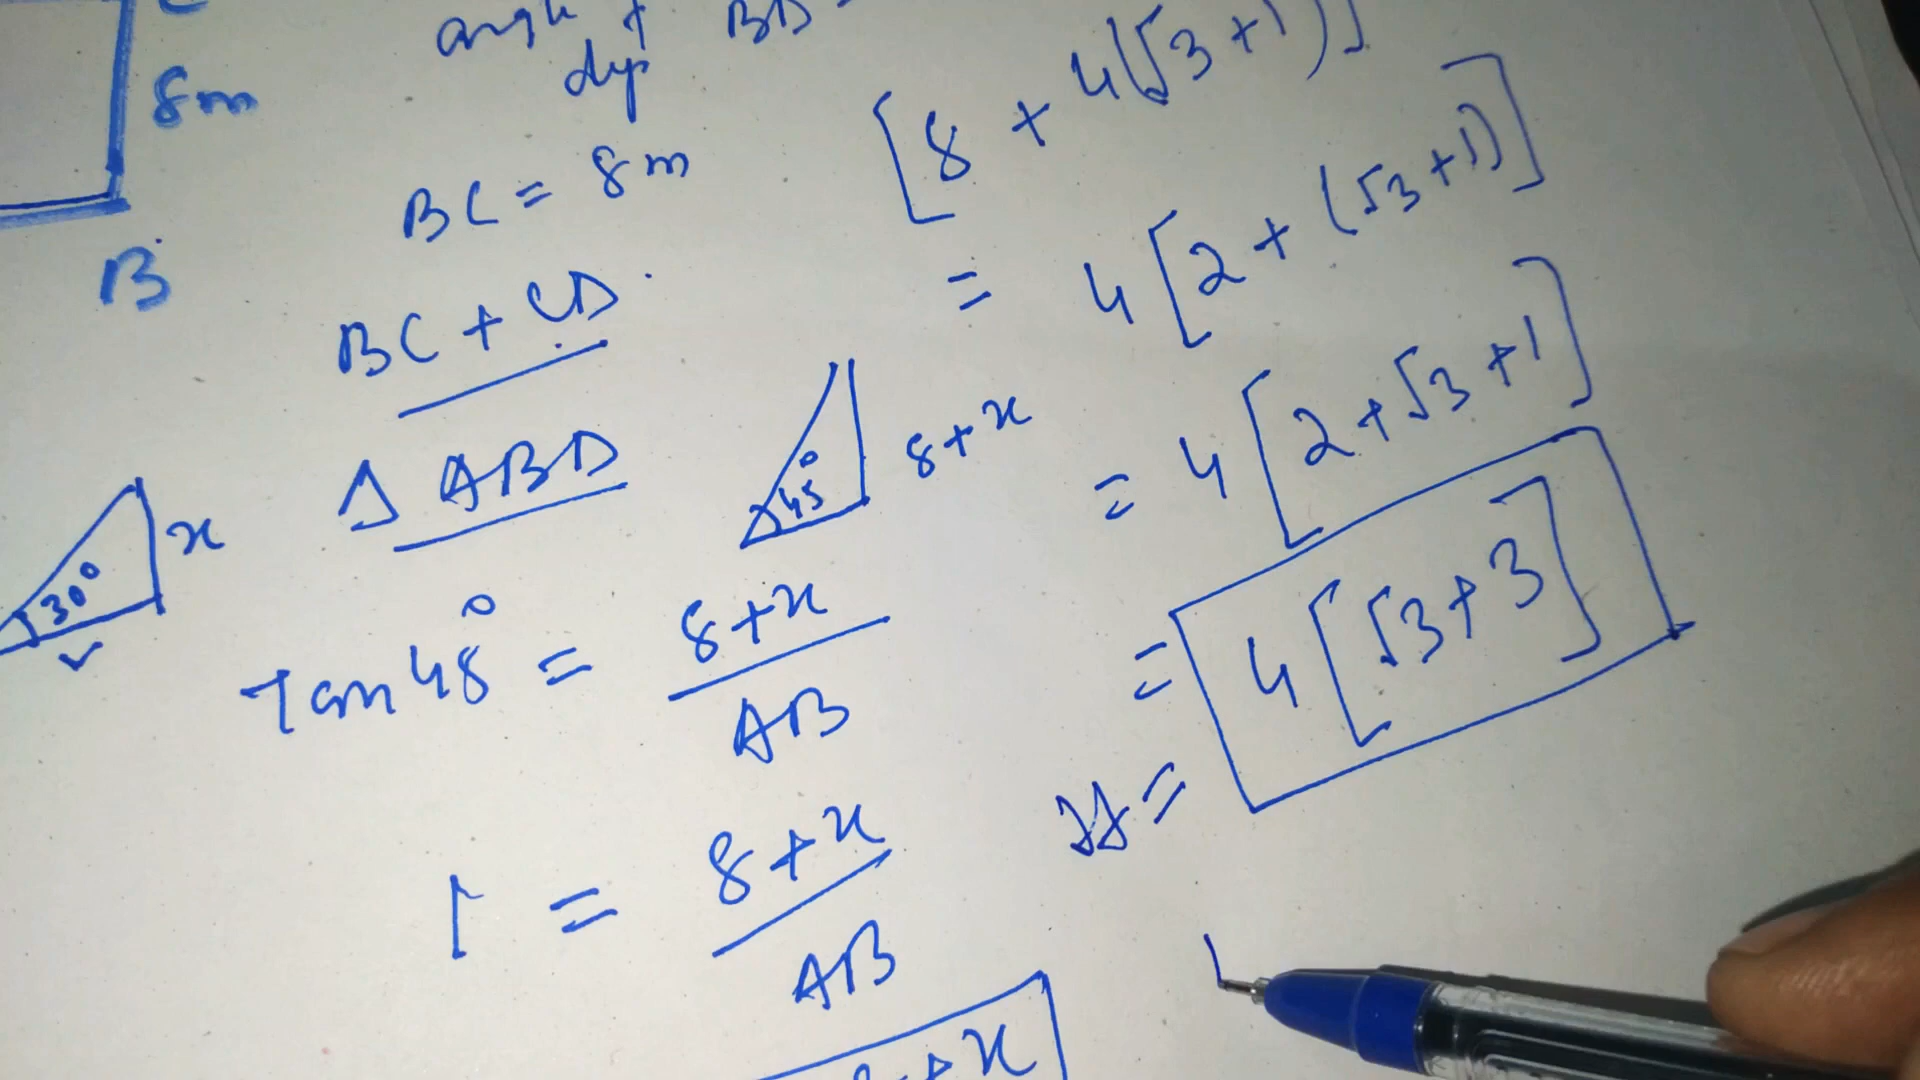 8m
B
angle of
dep
BC = 8m
BC + CD
Δ ABD
x
30°
45°
8+x
Tan 48° = 8+x / AB
1 = 8+x / AB
+ x
[8 + 4(√3+1)]
= 4[2 + (√3+1)]
= 4[2+√3+1]
= 4[√3+3]